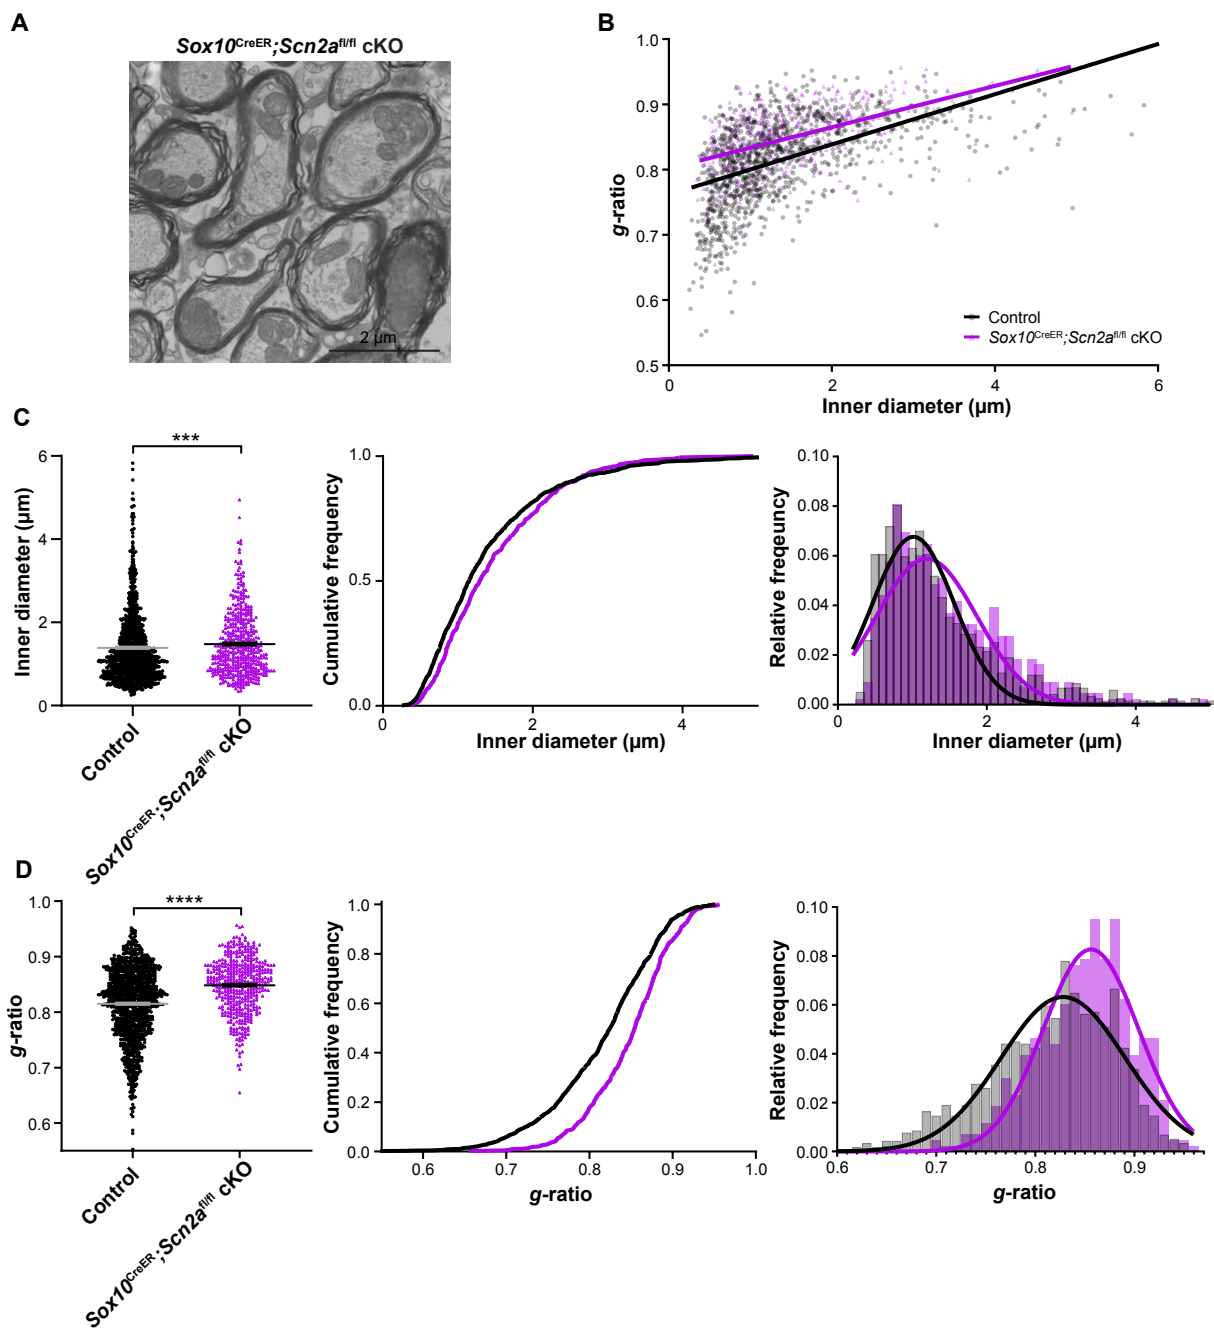 A
Sox10CreER;Scn2afl/fl cKO
2 µm
B
1.0
0.9
0.8
0.7
0.6
0.5
g-ratio
0
2
4
6
Inner diameter (µm)
Control
Sox10CreER;Scn2afl/fl cKO
C
***
6
4
2
0
Inner diameter (µm)
Control
Sox10CreER;Scn2afl/fl cKO
1.0
0.5
0.0
Cumulative frequency
0
2
4
Inner diameter (µm)
0.10
0.08
0.06
0.04
0.02
0.00
Relative freqeuncy
0
2
4
Inner diameter (µm)
D
****
1.0
0.9
0.8
0.7
0.6
g-ratio
Control
Sox10CreER;Scn2afl/fl cKO
1.0
0.8
0.6
0.4
0.2
0.0
Cumulative frequency
0.6
0.7
0.8
0.9
1.0
g-ratio
0.10
0.08
0.06
0.04
0.02
0.00
Relative frequency
0.6
0.7
0.8
0.9
g-ratio